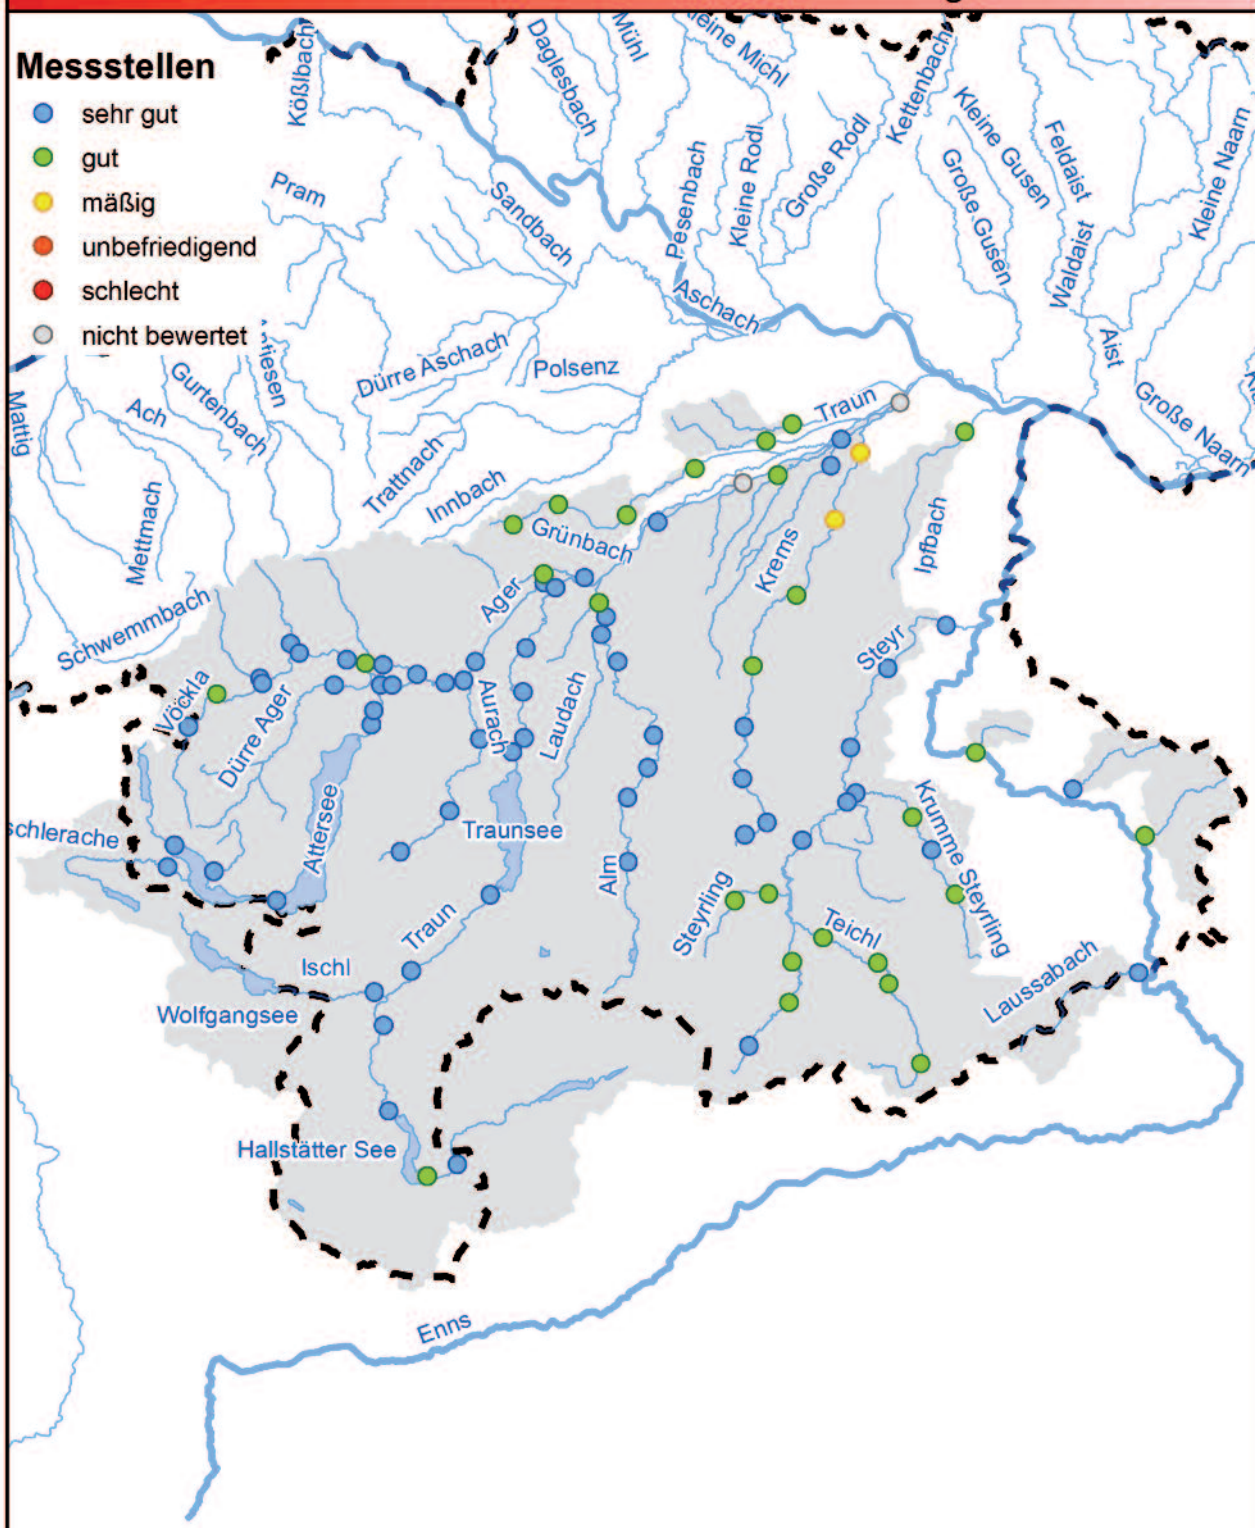 Messstellen
sehr gut
gut
mäßig
unbefriedigend
schlecht
nicht bewertet
Kößlbach
Daglesbach
Mühl
Kleine Michl
Kettenbach
Kleine Gusen
Feldaist
Kleine Naarn
Pram
Sandbach
Pesenbach
Kleine Rodl
Große Rodl
Große Gusen
Waldaist
Aschach
Aist
Große Naarn
Mattig
Ach
Gurtenbach
Dürre Aschach
Polsenz
Traun
Trattnach
Innbach
Mettmach
Grünbach
Krems
Ipfbach
Schwemmbach
Ager
Steyr
Vöckla
Dürre Ager
Aurach
Laudach
Attersee
Traunsee
Alm
Krumme Steyrling
Steyrling
Teichl
Traun
Ischl
Wolfgangsee
Laussabach
Hallstätter See
Enns